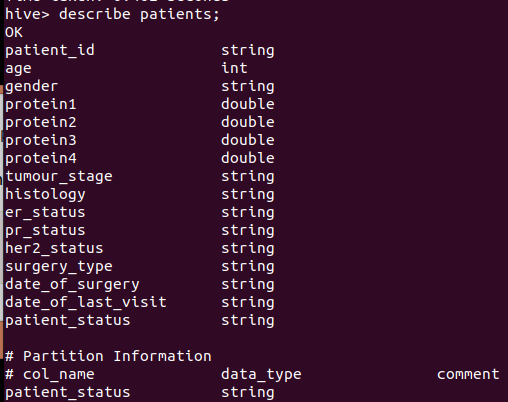 hive> describe patients;
OK
patient_id string
age int
gender string
protein1 double
protein2 double
protein3 double
protein4 double
tumour_stage string
histology string
er_status string
pr_status string
her2_status string
surgery_type string
date_of_surgery string
date_of_last_visit string
patient_status string
# Partition Information
# col_name data_type comment
patient_status string